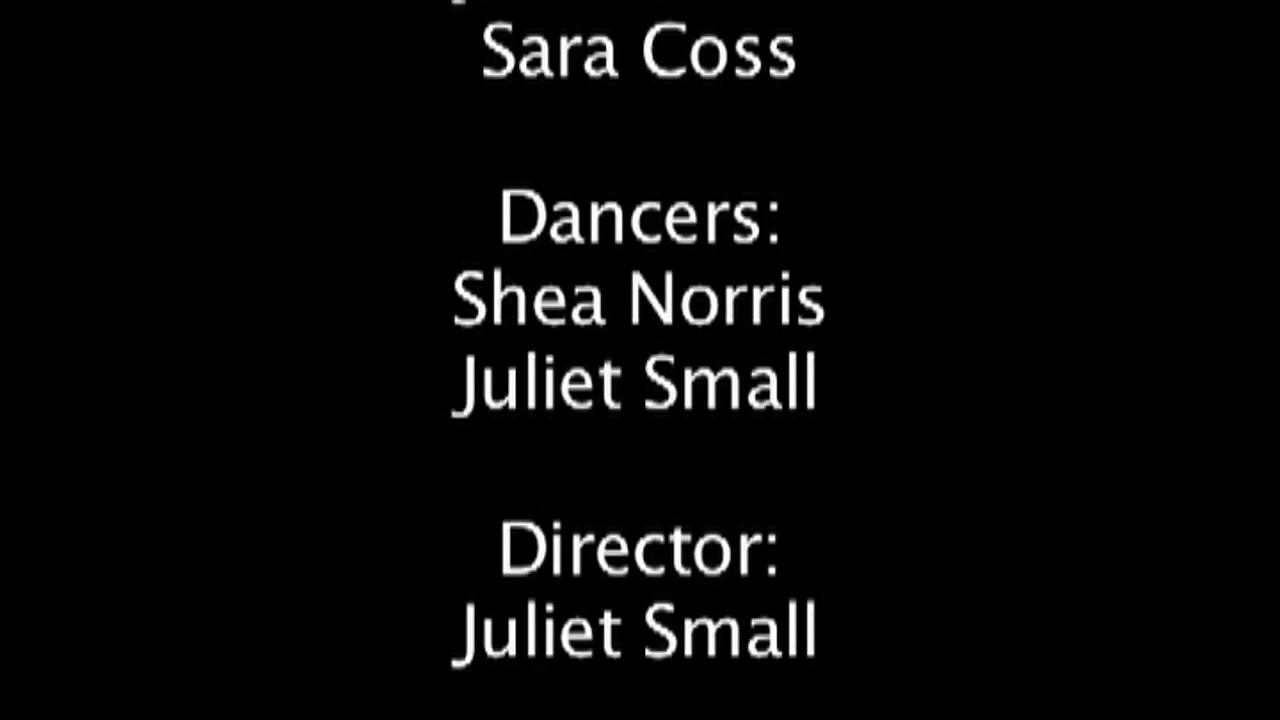 Sara Coss
Dancers:
Shea Norris
Juliet Small
Director:
Juliet Small